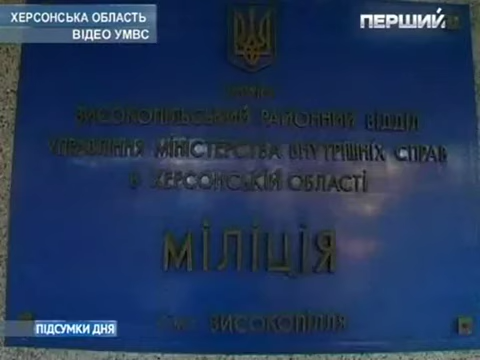 ХЕРСОНСЬКА ОБЛАСТЬ
ВІДЕО УМВС
ПЕРШИЙ
ВИСОКОПІЛЬСЬКИЙ РАЙОННИЙ ВІДДІЛ
УПРАВЛІННЯ МІНІСТЕРСТВА ВНУТРІШНІХ СПРАВ
В ХЕРСОНСЬКІЙ ОБЛАСТІ
МІЛІЦІЯ
ВИСОКОПІЛЛЯ
ПІДСУМКИ ДНЯ